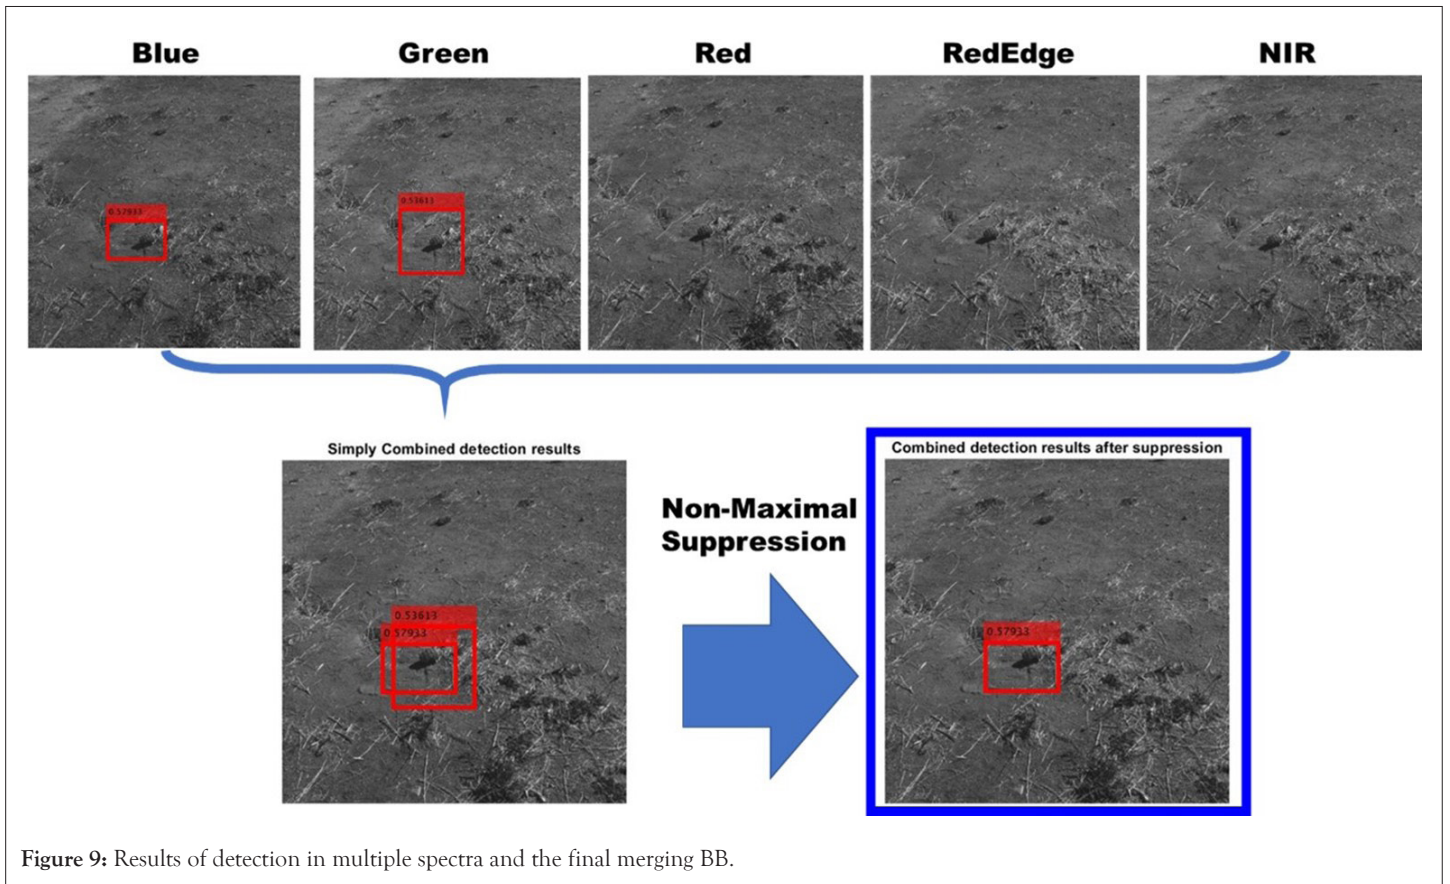 Blue
Green
Red
RedEdge
NIR
0.57933
0.53613
Simply Combined detection results
0.53613
0.57933
Non-Maximal
Suppression
Combined detection results after suppression
0.57933
Figure 9: Results of detection in multiple spectra and the final merging BB.